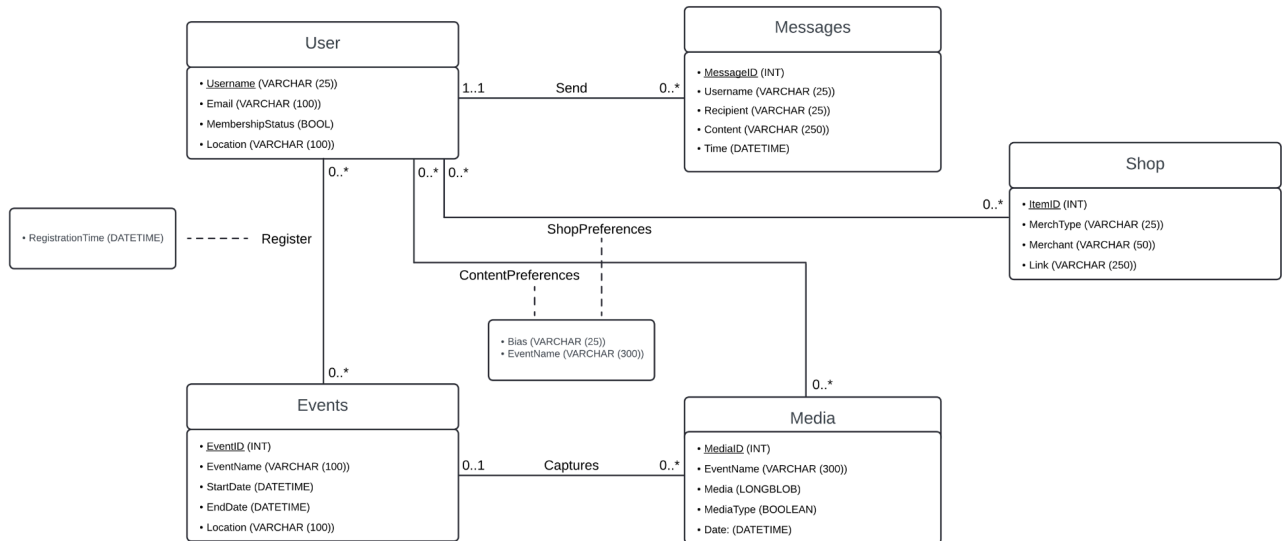 User
• Username (VARCHAR (25))
• Email (VARCHAR (100))
• MembershipStatus (BOOL)
• Location (VARCHAR (100))
1..1
Send
0..*
Messages
• MessageID (INT)
• Username (VARCHAR (25))
• Recipient (VARCHAR (25))
• Content (VARCHAR (250))
• Time (DATETIME)
0..*
0..*
0..*
0..*
Shop
• ItemID (INT)
• MerchType (VARCHAR (25))
• Merchant (VARCHAR (50))
• Link (VARCHAR (250))
• RegistrationTime (DATETIME)
Register
ShopPreferences
ContentPreferences
• Bias (VARCHAR (25))
• EventName (VARCHAR (300))
0..*
0..*
Events
• EventID (INT)
• EventName (VARCHAR (100))
• StartDate (DATETIME)
• EndDate (DATETIME)
• Location (VARCHAR (100))
0..1
Captures
0..*
Media
• MediaID (INT)
• EventName (VARCHAR (300))
• Media (LONGBLOB)
• MediaType (BOOLEAN)
• Date: (DATETIME)